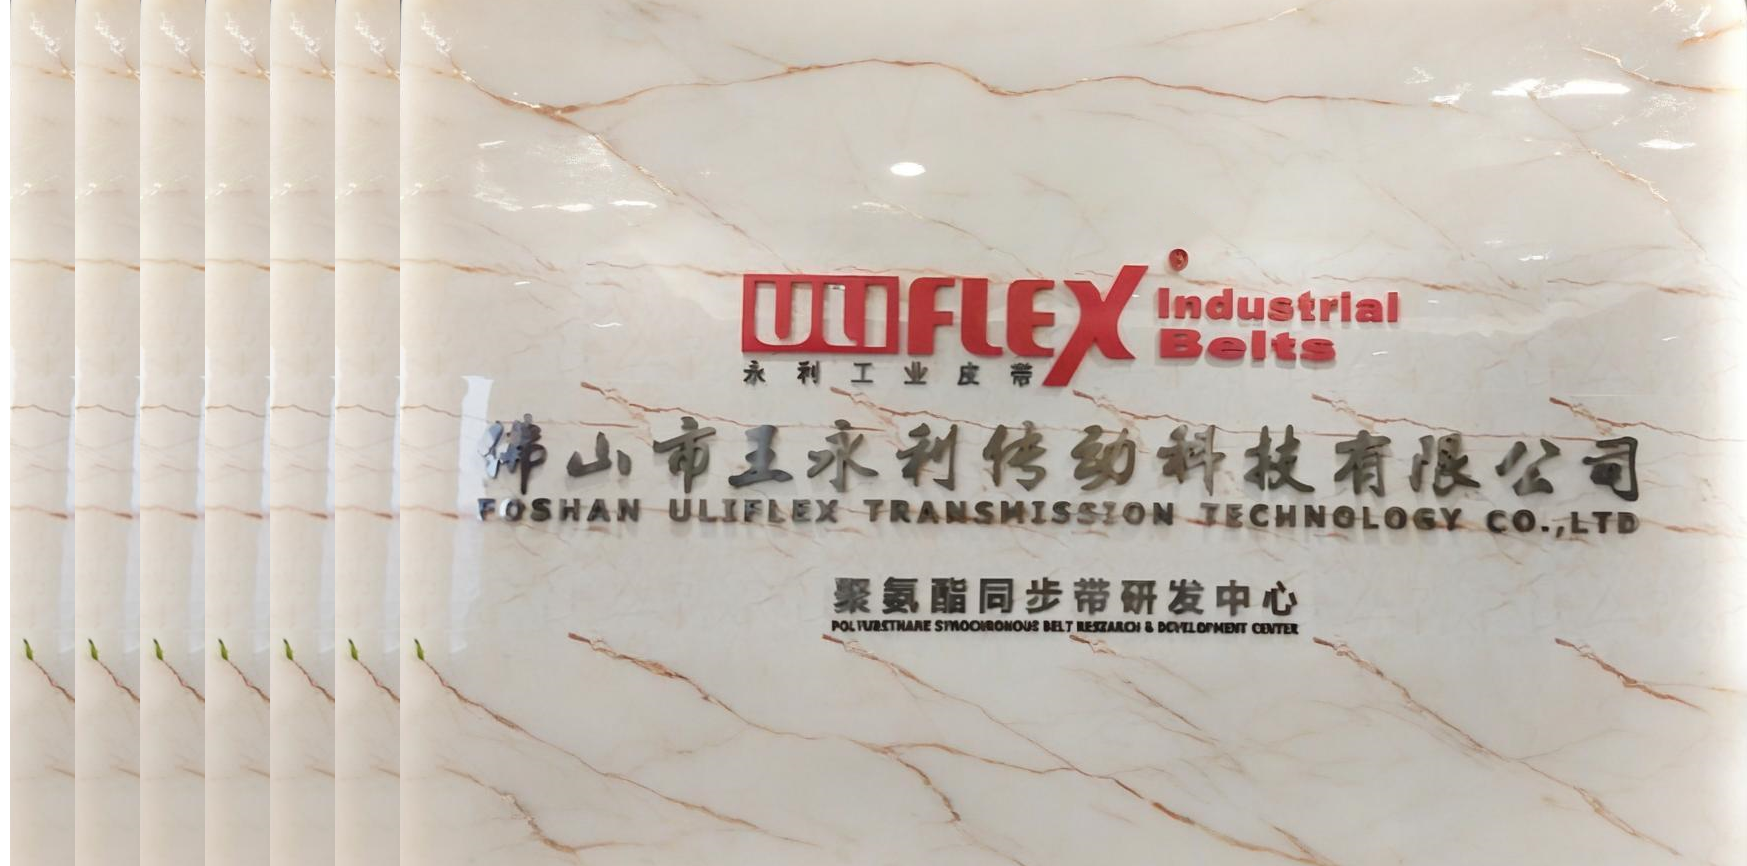 ULIFLEX Industrial Belts
永利工业皮带
佛山市王永利传动科技有限公司
FOSHAN ULIFLEX TRANSMISSION TECHNOLOGY CO.,LTD
聚氨酯同步带研发中心
POLYURETHANE SYNOCHRONOUS BELT RESEARCH & DEVELOPMENT CENTER